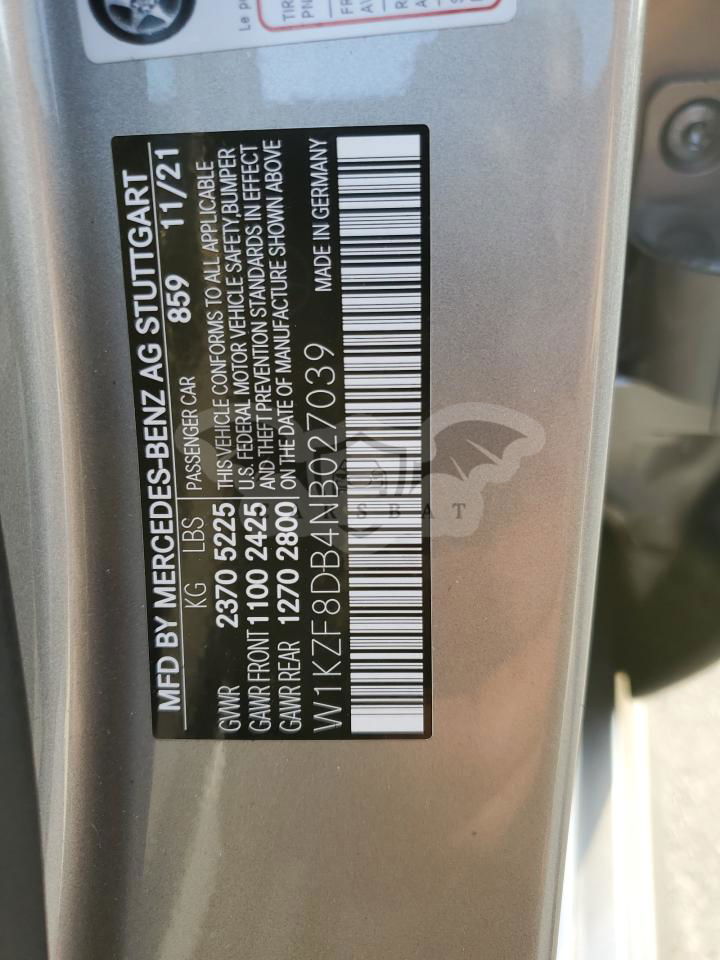 MFD BY MERCEDES-BENZ AG STUTTGART
KG LBS PASSENGER CAR 859 11/21
GWWR 2370 5225 THIS VEHICLE CONFORMS TO ALL APPLICABLE
GAWR FRONT 1100 2425 U.S. FEDERAL MOTOR VEHICLE SAFETY, BUMPER
AND THEFT PREVENTION STANDARDS IN EFFECT
GAWR REAR 1270 2800 ON THE DATE OF MANUFACTURE SHOWN ABOVE
W1KZF8DB4NB027039 MADE IN GERMANY